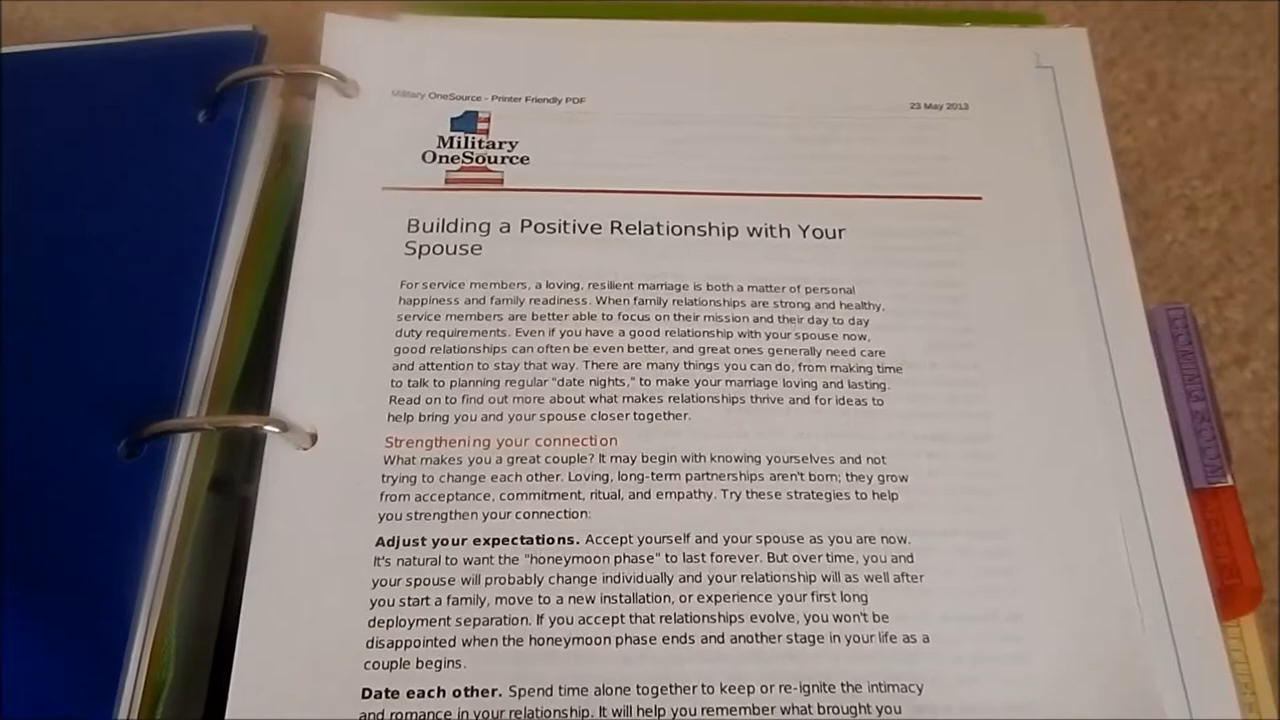 Military OneSource - Printer Friendly PDF
23 May 2013
Military
OneSource
Building a Positive Relationship with Your
Spouse
For service members, a loving, resilient marriage is both a matter of personal
happiness and family readiness. When family relationships are strong and healthy,
service members are better able to focus on their mission and their day to day
duty requirements. Even if you have a good relationship with your spouse now,
good relationships can often be even better, and great ones generally need care
and attention to stay that way. There are many things you can do, from making time
to talk to planning regular "date nights," to make your marriage loving and lasting.
Read on to find out more about what makes relationships thrive and for ideas to
help bring you and your spouse closer together.
Strengthening your connection
What makes you a great couple? It may begin with knowing yourselves and not
trying to change each other. Loving, long-term partnerships aren't born; they grow
from acceptance, commitment, ritual, and empathy. Try these strategies to help
you strengthen your connection:
Adjust your expectations. Accept yourself and your spouse as you are now.
It's natural to want the "honeymoon phase" to last forever. But over time, you and
your spouse will probably change individually and your relationship will as well after
you start a family, move to a new installation, or experience your first long
deployment separation. If you accept that relationships evolve, you won't be
disappointed when the honeymoon phase ends and another stage in your life as a
couple begins.
Date each other. Spend time alone together to keep or re-ignite the intimacy
and romance in your relationship. It will help you remember what brought you